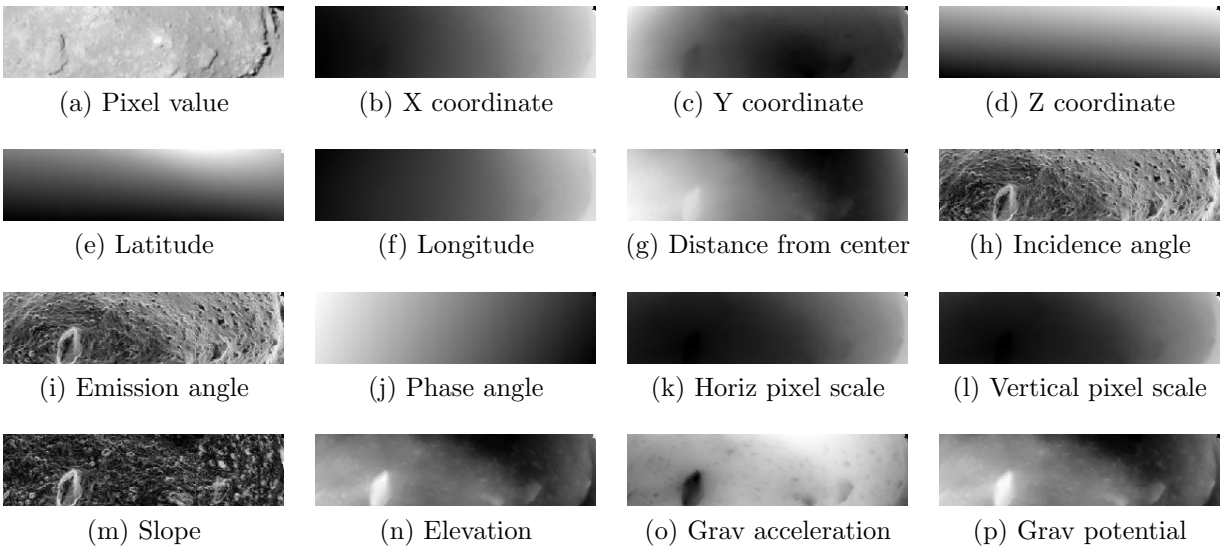 (a) Pixel value
(b) X coordinate
(c) Y coordinate
(d) Z coordinate
(e) Latitude
(f) Longitude
(g) Distance from center
(h) Incidence angle
(i) Emission angle
(j) Phase angle
(k) Horiz pixel scale
(l) Vertical pixel scale
(m) Slope
(n) Elevation
(o) Grav acceleration
(p) Grav potential